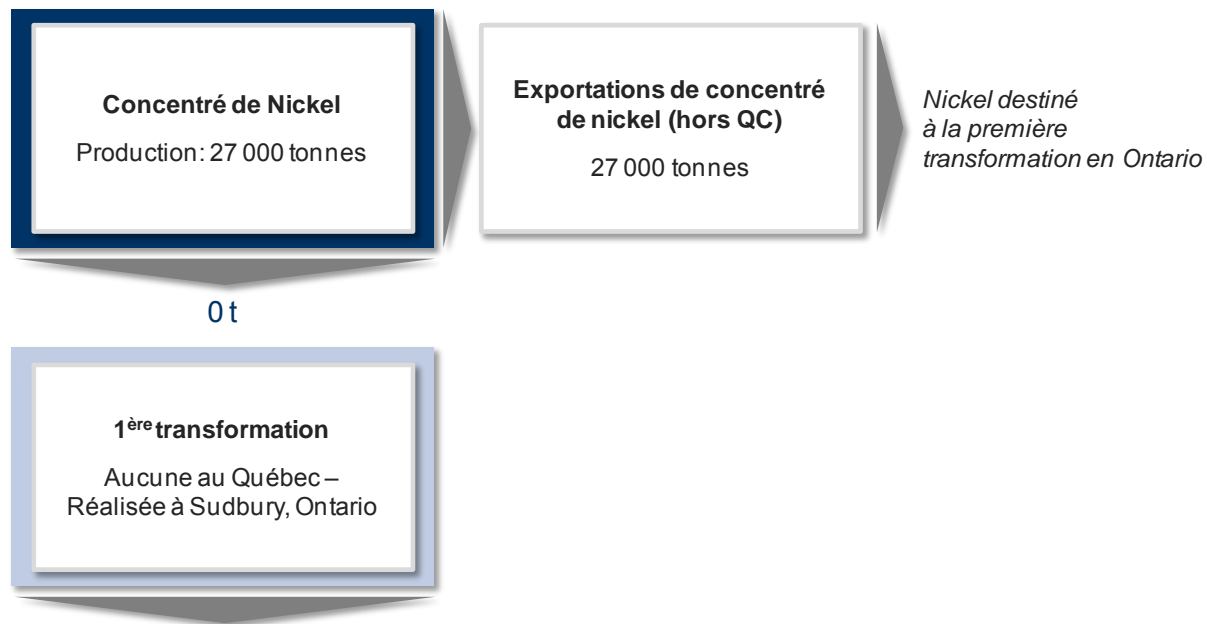 Concentré de Nickel
Production: 27 000 tonnes
Exportations de concentré
de nickel (hors QC)
27 000 tonnes
Nickel destiné
à la première
transformation en Ontario
0 t
1ère transformation
Aucune au Québec –
Réalisée à Sudbury, Ontario